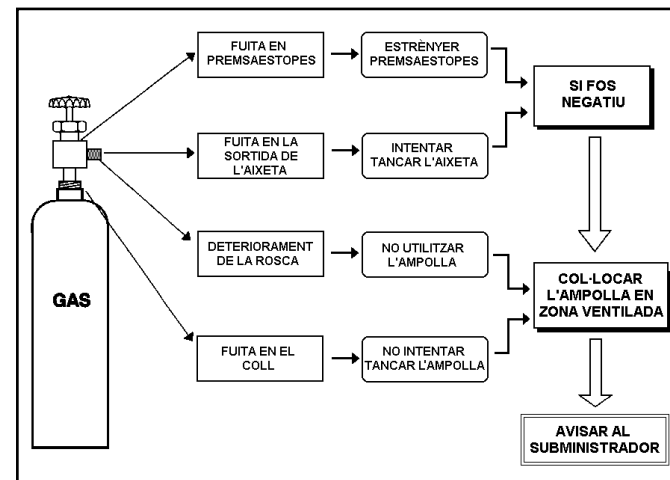 GAS
FUITA EN
PREMSAESTOPES
ESTRÈNYER
PREMSAESTOPES
SI FOS
NEGATIU
FUITA EN LA
SORTIDA DE
L'AIXETA
INTENTAR
TANCAR L'AIXETA
DETERIORAMENT
DE LA ROSCA
NO UTILITZAR
L'AMPOLLA
COL·LOCAR
L'AMPOLLA EN
ZONA VENTILADA
FUITA EN EL
COLL
NO INTENTAR
TANCAR L'AMPOLLA
AVISAR AL
SUBMINISTRADOR